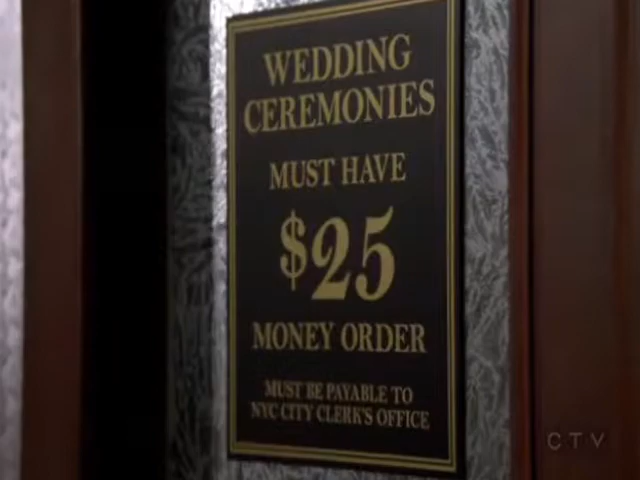 WEDDING
CEREMONIES
MUST HAVE
$25
MONEY ORDER
MUST BE PAYABLE TO
NYC CITY CLERK'S OFFICE
CTV